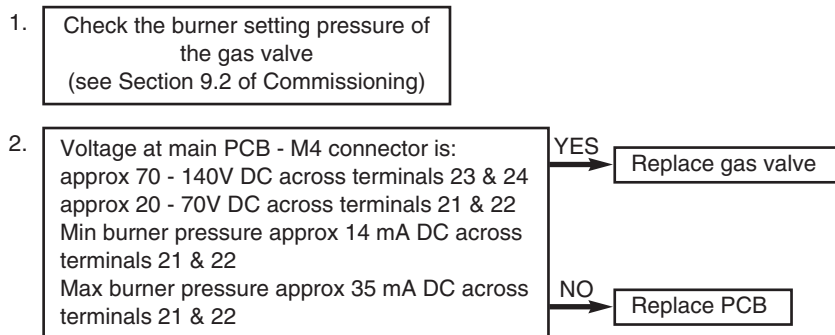 1.
Check the burner setting pressure of
the gas valve
(see Section 9.2 of Commissioning)
2.
Voltage at main PCB - M4 connector is:
approx 70 - 140V DC across terminals 23 & 24
approx 20 - 70V DC across terminals 21 & 22
Min burner pressure approx 14 mA DC across
terminals 21 & 22
Max burner pressure approx 35 mA DC across
terminals 21 & 22
YES
Replace gas valve
NO
Replace PCB